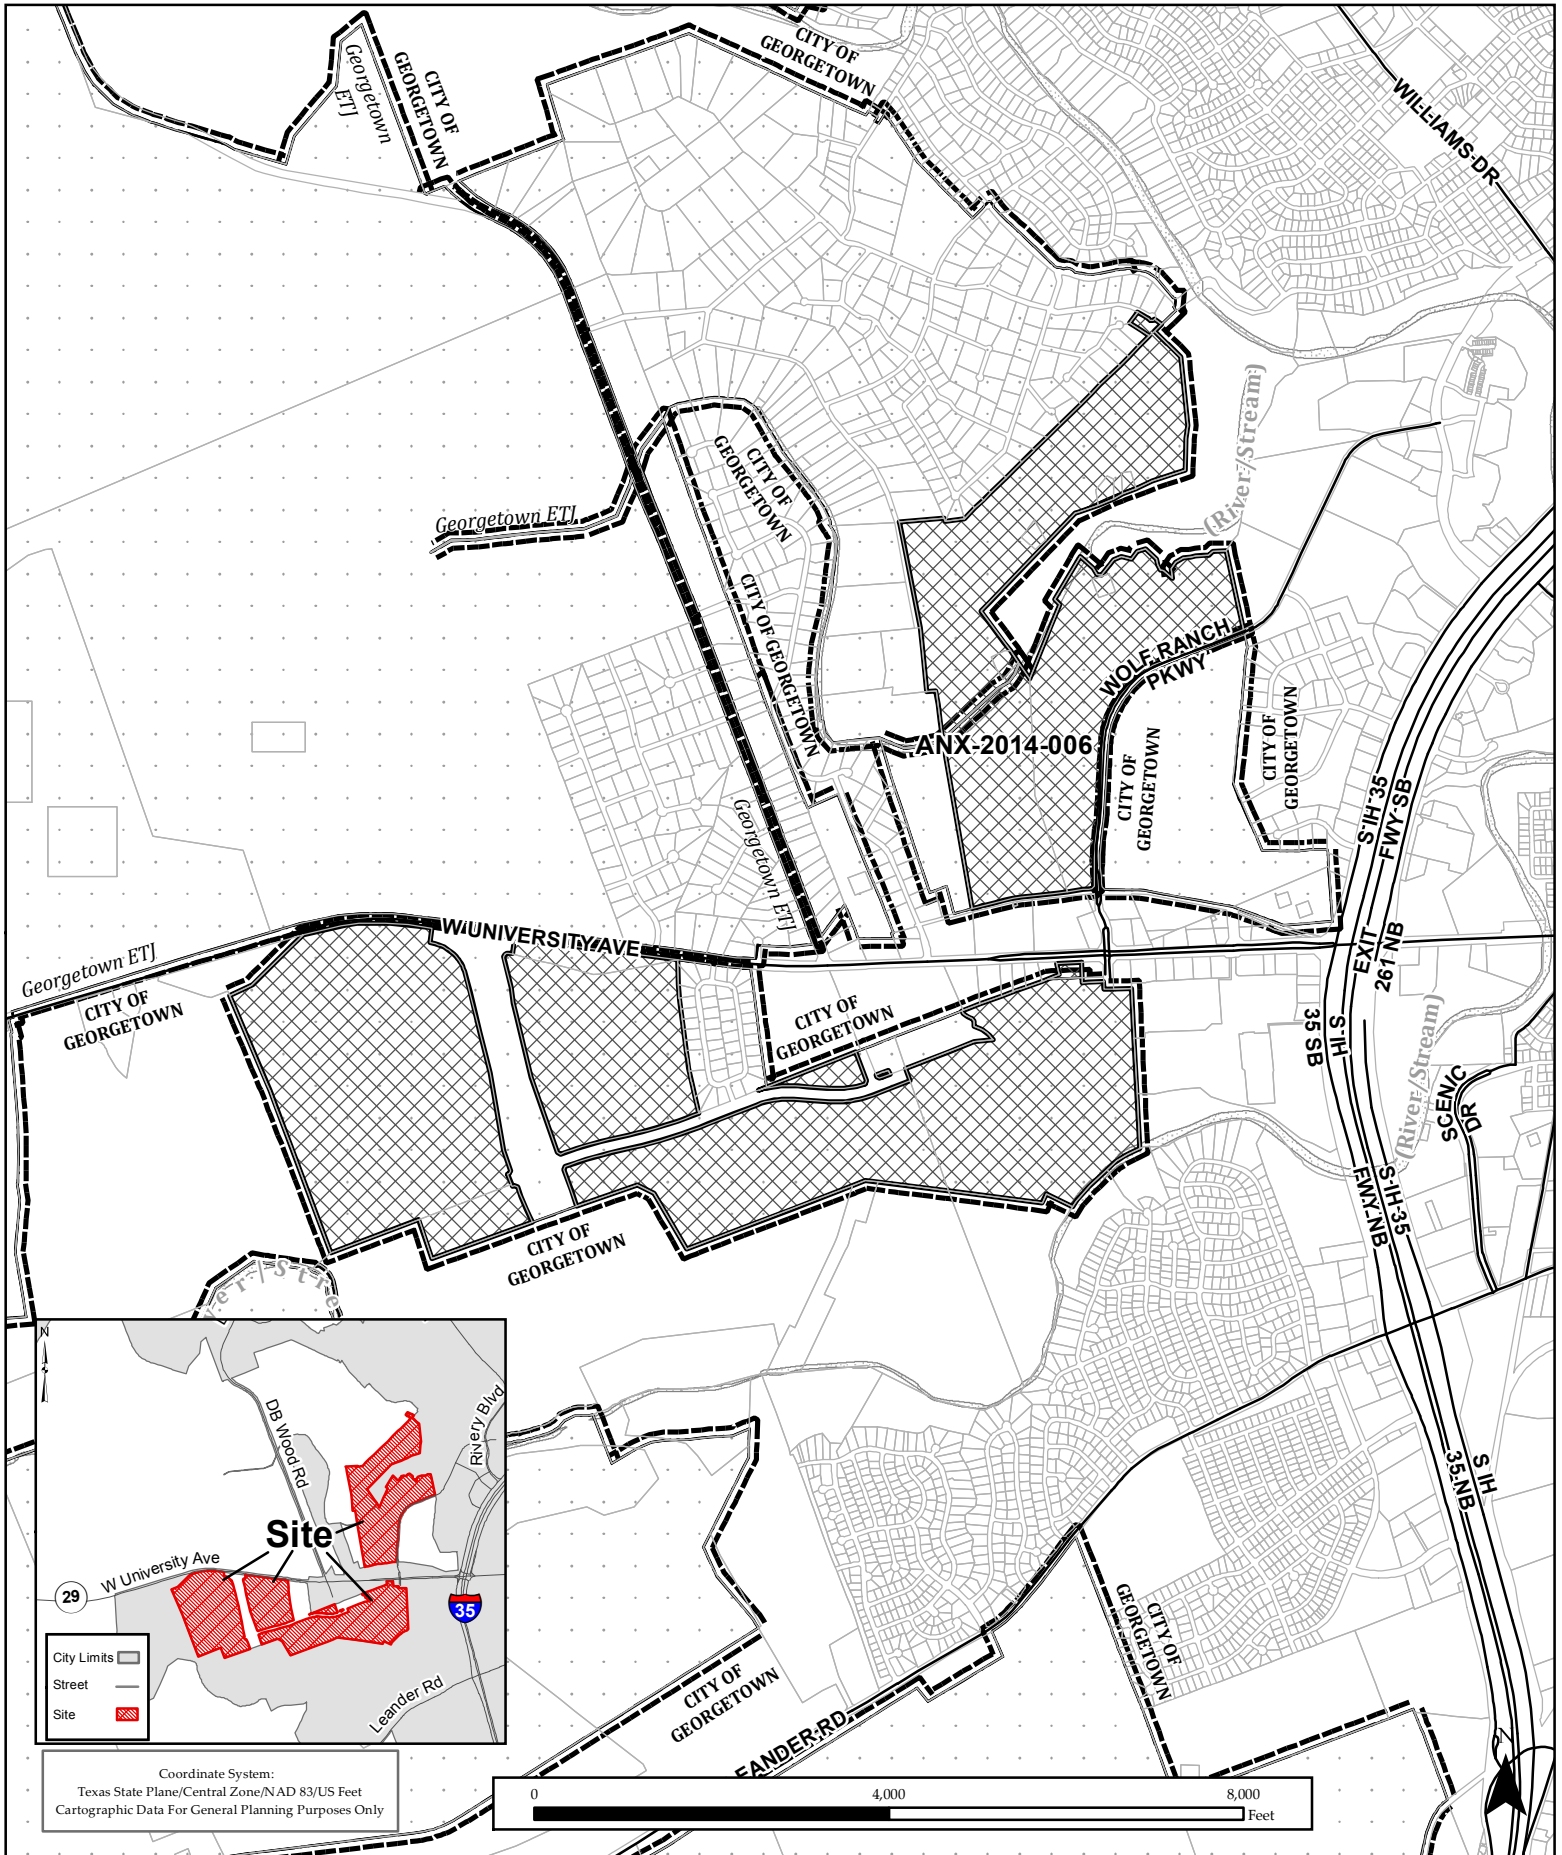 CITY OF
GEORGETOWN
Georgetown
ETJ
CITY OF
GEORGETOWN
WILLIAMS DR
(River/Stream)
CITY OF
GEORGETOWN
Georgetown ETJ
CITY OF GEORGETOWN
WOLF RANCH
PKWY
ANX-2014-006
CITY OF
GEORGETOWN
CITY OF
GEORGETOWN
S IH 35
FWY SB
Georgetown ETJ
W UNIVERSITY AVE
EXIT
261 NB
Georgetown ETJ
CITY OF
GEORGETOWN
CITY OF
GEORGETOWN
S IH
35 SB
(River/Stream)
SCENIC
DR
S IH 35
FWY NB
CITY OF
GEORGETOWN
ver/Stre
N
DB Wood Rd
Rivery Blvd
Site
W University Ave
29
35
City Limits
Street
Site
Leander Rd
S IH
35 NB
CITY OF
GEORGETOWN
CITY OF
GEORGETOWN
EANDER RD
Coordinate System:
Texas State Plane/Central Zone/NAD 83/US Feet
Cartographic Data For General Planning Purposes Only
0 4,000 8,000
Feet